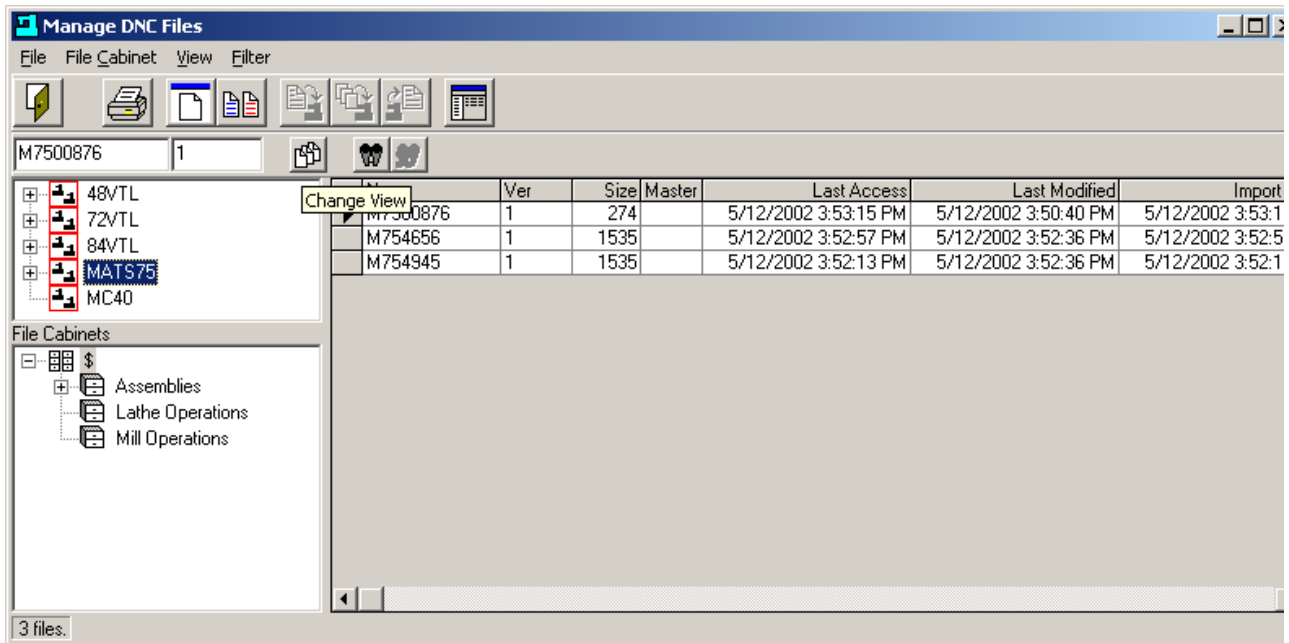 Manage DNC Files
File File Cabinet View Filter
M7500876 1
48VTL
72VTL
84VTL
MATS75
MC40
Change View
Ver Size Master Last Access Last Modified Import
M7500876 1 274 5/12/2002 3:53:15 PM 5/12/2002 3:50:40 PM 5/12/2002 3:53:1
M754656 1 1535 5/12/2002 3:52:57 PM 5/12/2002 3:52:36 PM 5/12/2002 3:52:5
M754945 1 1535 5/12/2002 3:52:13 PM 5/12/2002 3:52:36 PM 5/12/2002 3:52:1
File Cabinets
$
Assemblies
Lathe Operations
Mill Operations
3 files.